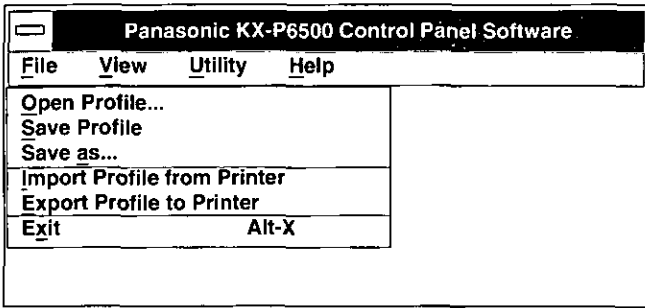 Panasonic KX-P6500 Control Panel Software
File View Utility Help
Open Profile...
Save Profile
Save as...
Import Profile from Printer
Export Profile to Printer
Exit Alt-X